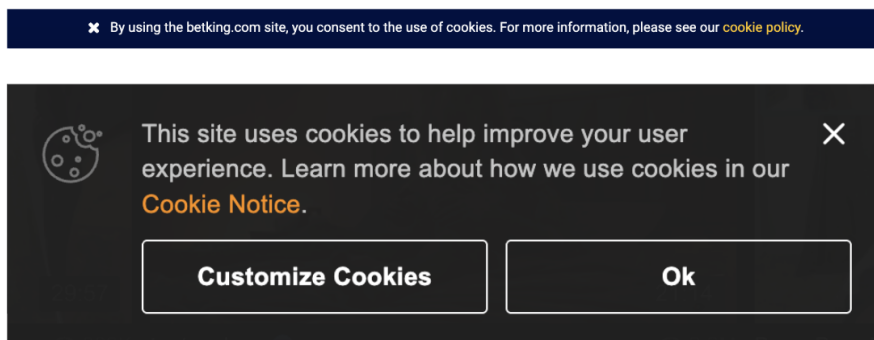 ✖ By using the betking.com site, you consent to the use of cookies. For more information, please see our cookie policy.
This site uses cookies to help improve your user
experience. Learn more about how we use cookies in our
Cookie Notice.
Customize Cookies
Ok